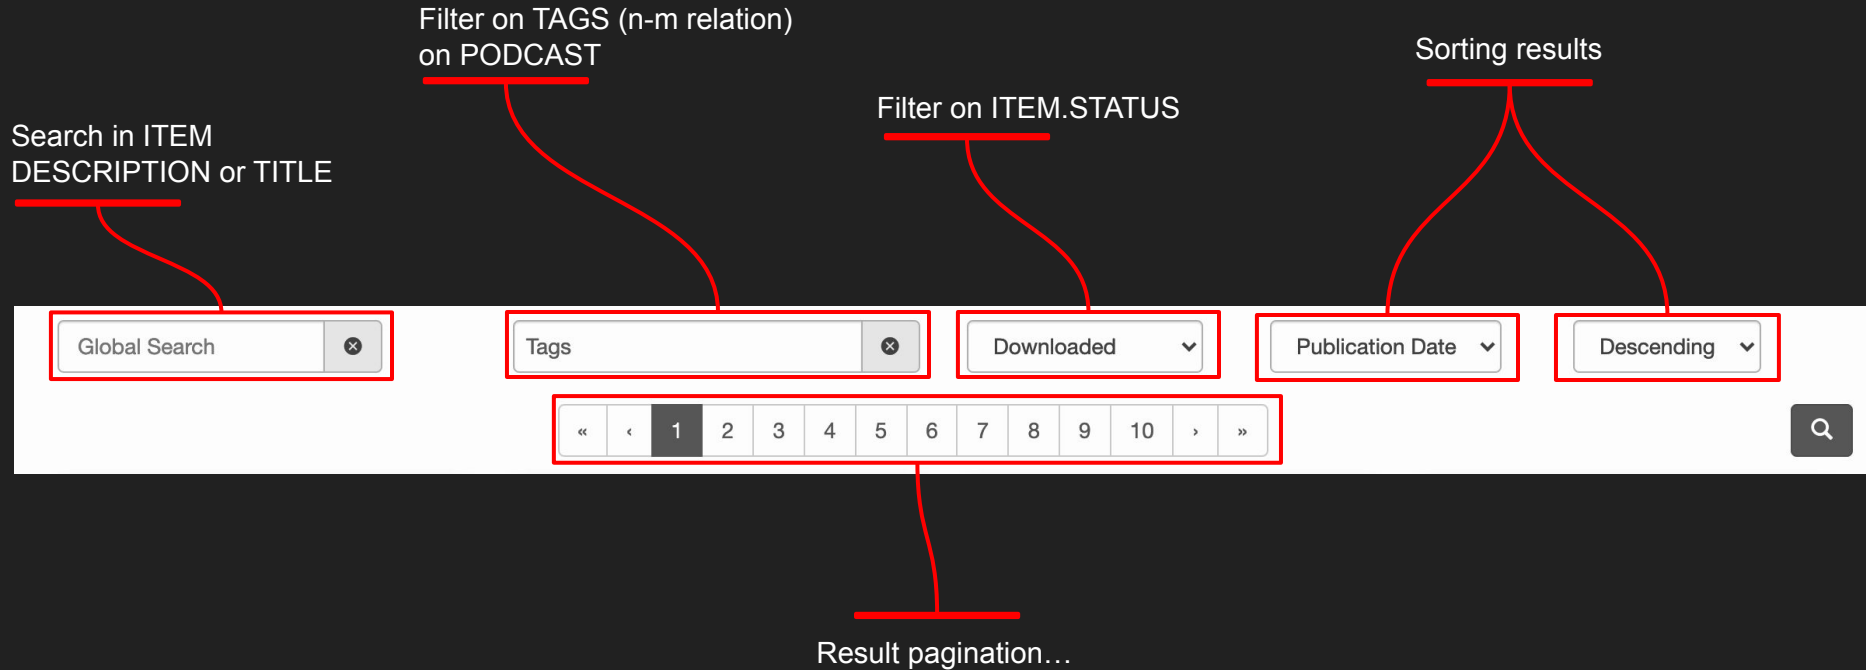 Filter on TAGS (n-m relation)
on PODCAST
Sorting results
Filter on ITEM.STATUS
Search in ITEM
DESCRIPTION or TITLE
Global Search
Tags
Downloaded
Publication Date
Descending
« ‹ 1 2 3 4 5 6 7 8 9 10 › »
Result pagination…